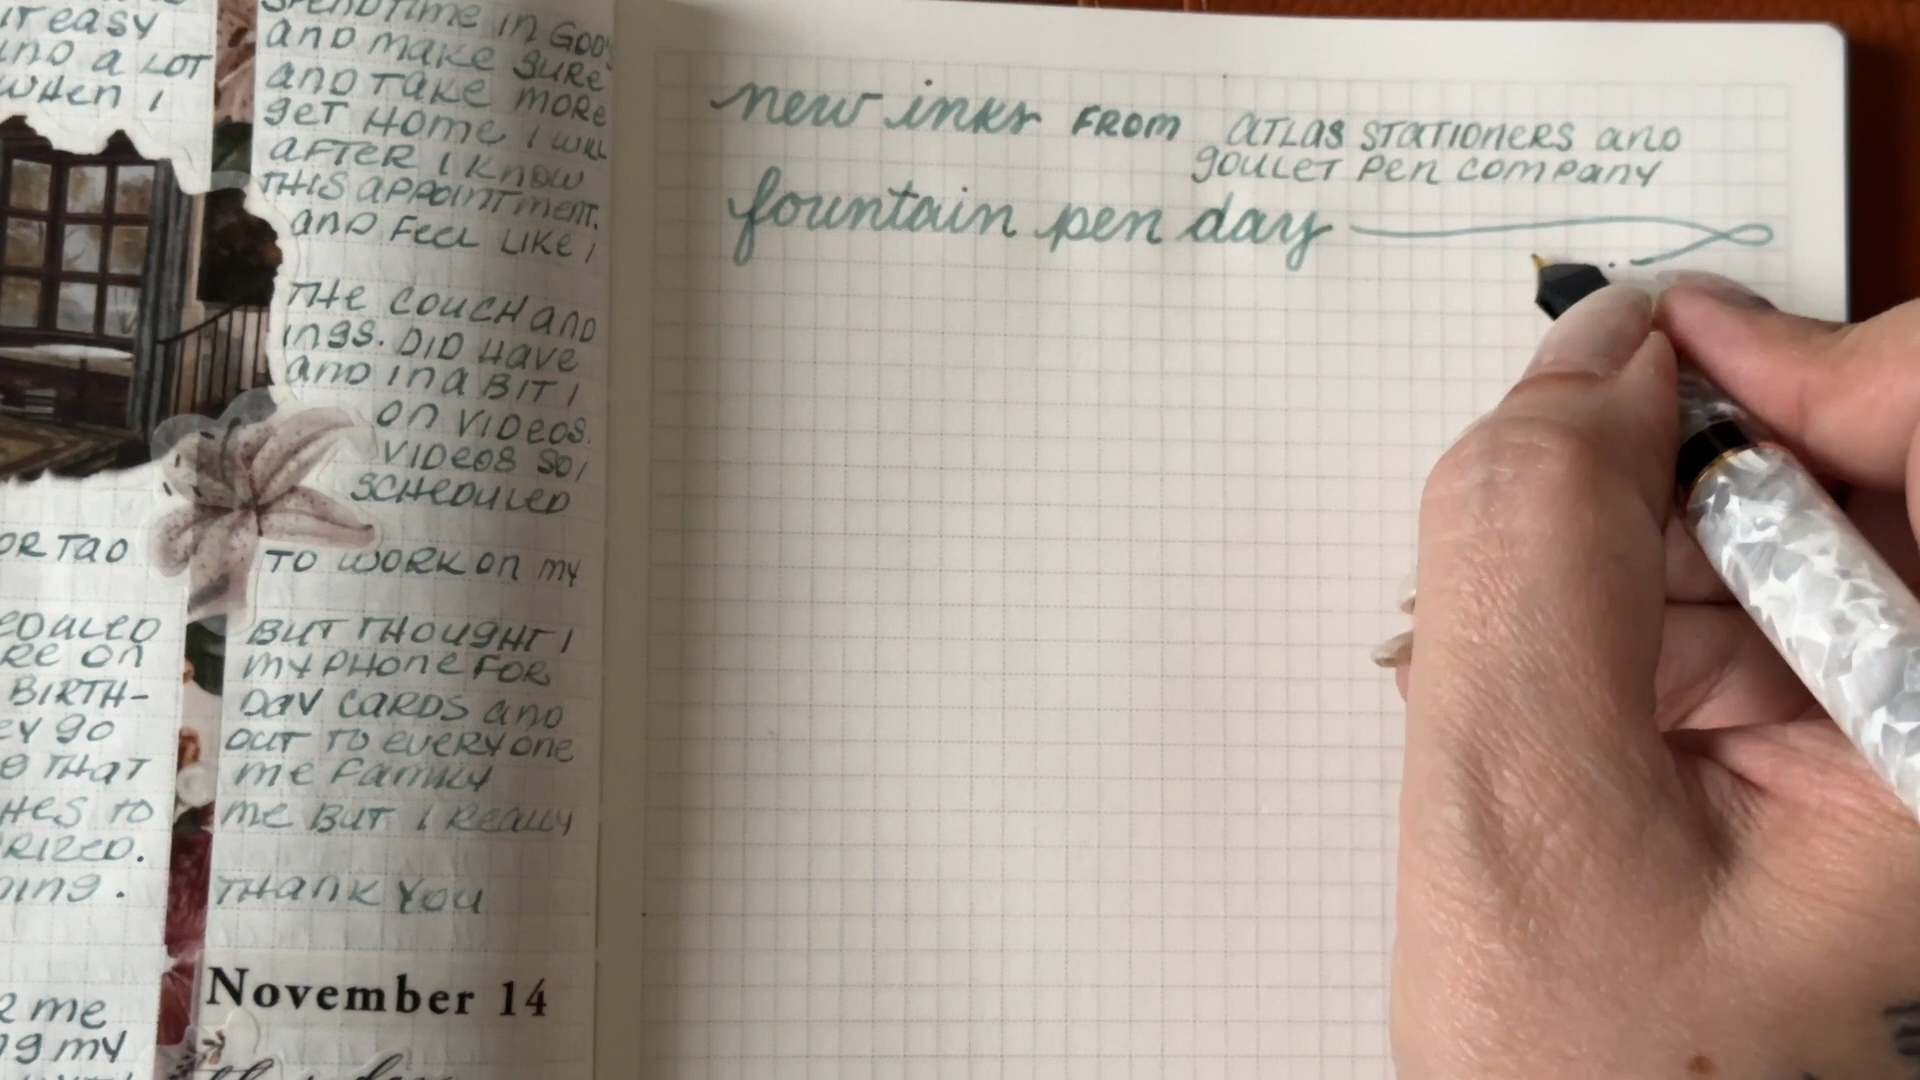 IT EASY
AND A LOT
WHEN I
SPEND TIME IN GOD'S
AND MAKE SURE
AND TAKE MORE
GET HOME I WILL
AFTER I KNOW
THIS APPOINTMENT.
AND FEEL LIKE I
THE COUCH AND
INGS. DID HAVE
AND IN A BIT I
ON VIDEOS.
VIDEOS SO I
SCHEDULED
OR TAO
TO WORK ON MY
RE ON
BIRTH-
EY GO
THAT
HES TO
RIZED.
BUT THOUGHT I
MY PHONE FOR
DAY CARDS AND
OUT TO EVERYONE
ME FAMILY
ME BUT I REALLY
THANK YOU
November 14
ME
MY
new inks FROM ATLAS STATIONERS AND
GOULET PEN COMPANY
fountain pen day